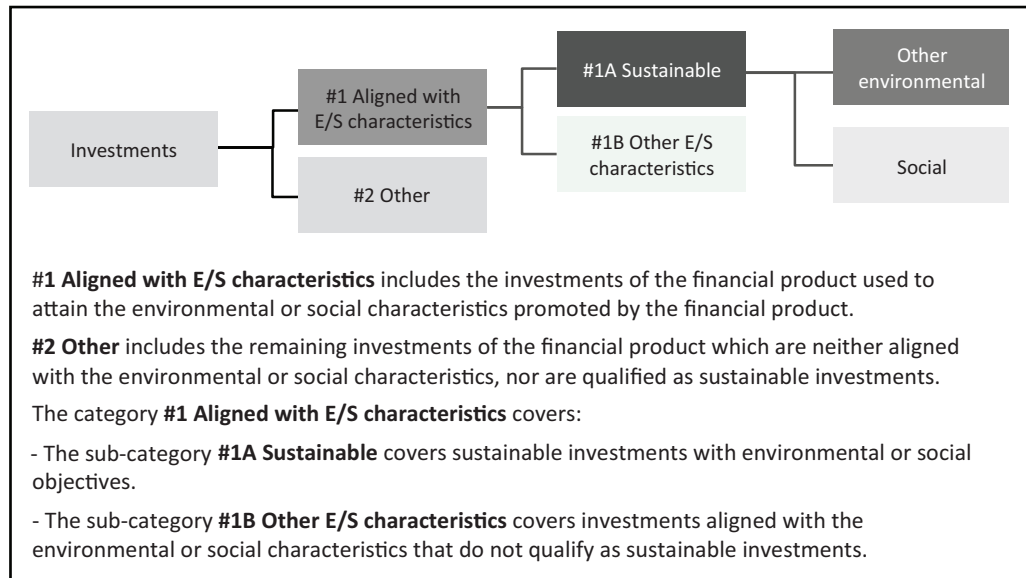 Investments
#1 Aligned with
E/S characteristics
#2 Other
#1A Sustainable
#1B Other E/S
characteristics
Other
environmental
Social
#1 Aligned with E/S characteristics includes the investments of the financial product used to
attain the environmental or social characteristics promoted by the financial product.
#2 Other includes the remaining investments of the financial product which are neither aligned
with the environmental or social characteristics, nor are qualified as sustainable investments.
The category #1 Aligned with E/S characteristics covers:
- The sub-category #1A Sustainable covers sustainable investments with environmental or social
objectives.
- The sub-category #1B Other E/S characteristics covers investments aligned with the
environmental or social characteristics that do not qualify as sustainable investments.